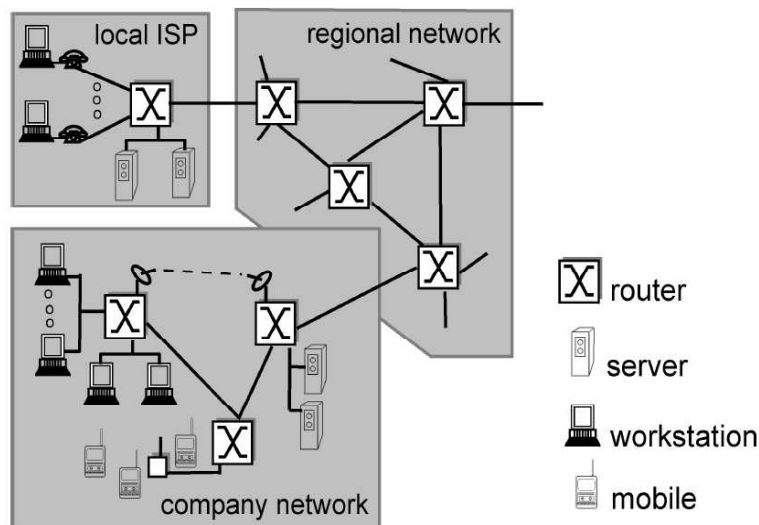 local ISP
regional network
router
server
workstation
mobile
company network